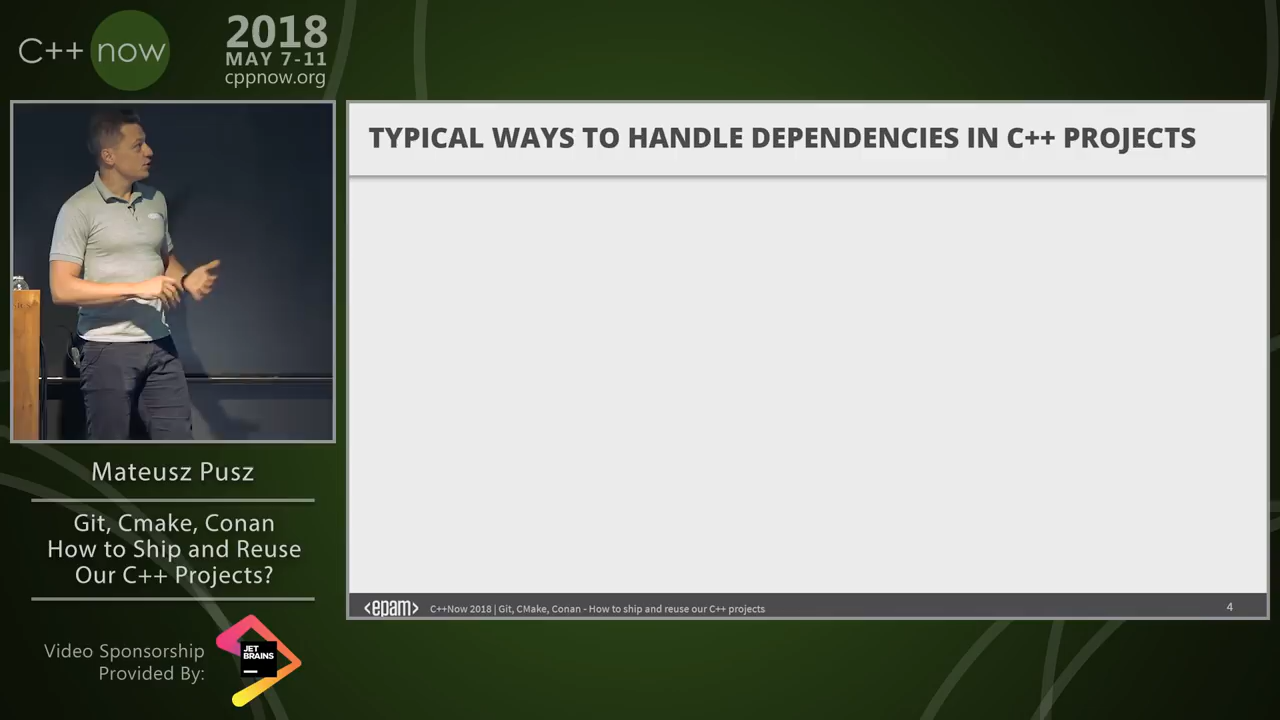 C++ now
2018
MAY 7-11
cppnow.org
TYPICAL WAYS TO HANDLE DEPENDENCIES IN C++ PROJECTS
Mateusz Pusz
Git, Cmake, Conan
How to Ship and Reuse
Our C++ Projects?
Video Sponsorship
Provided By:
JET
BRAINS
<epam>
C++Now 2018 | Git, CMake, Conan - How to ship and reuse our C++ projects
4